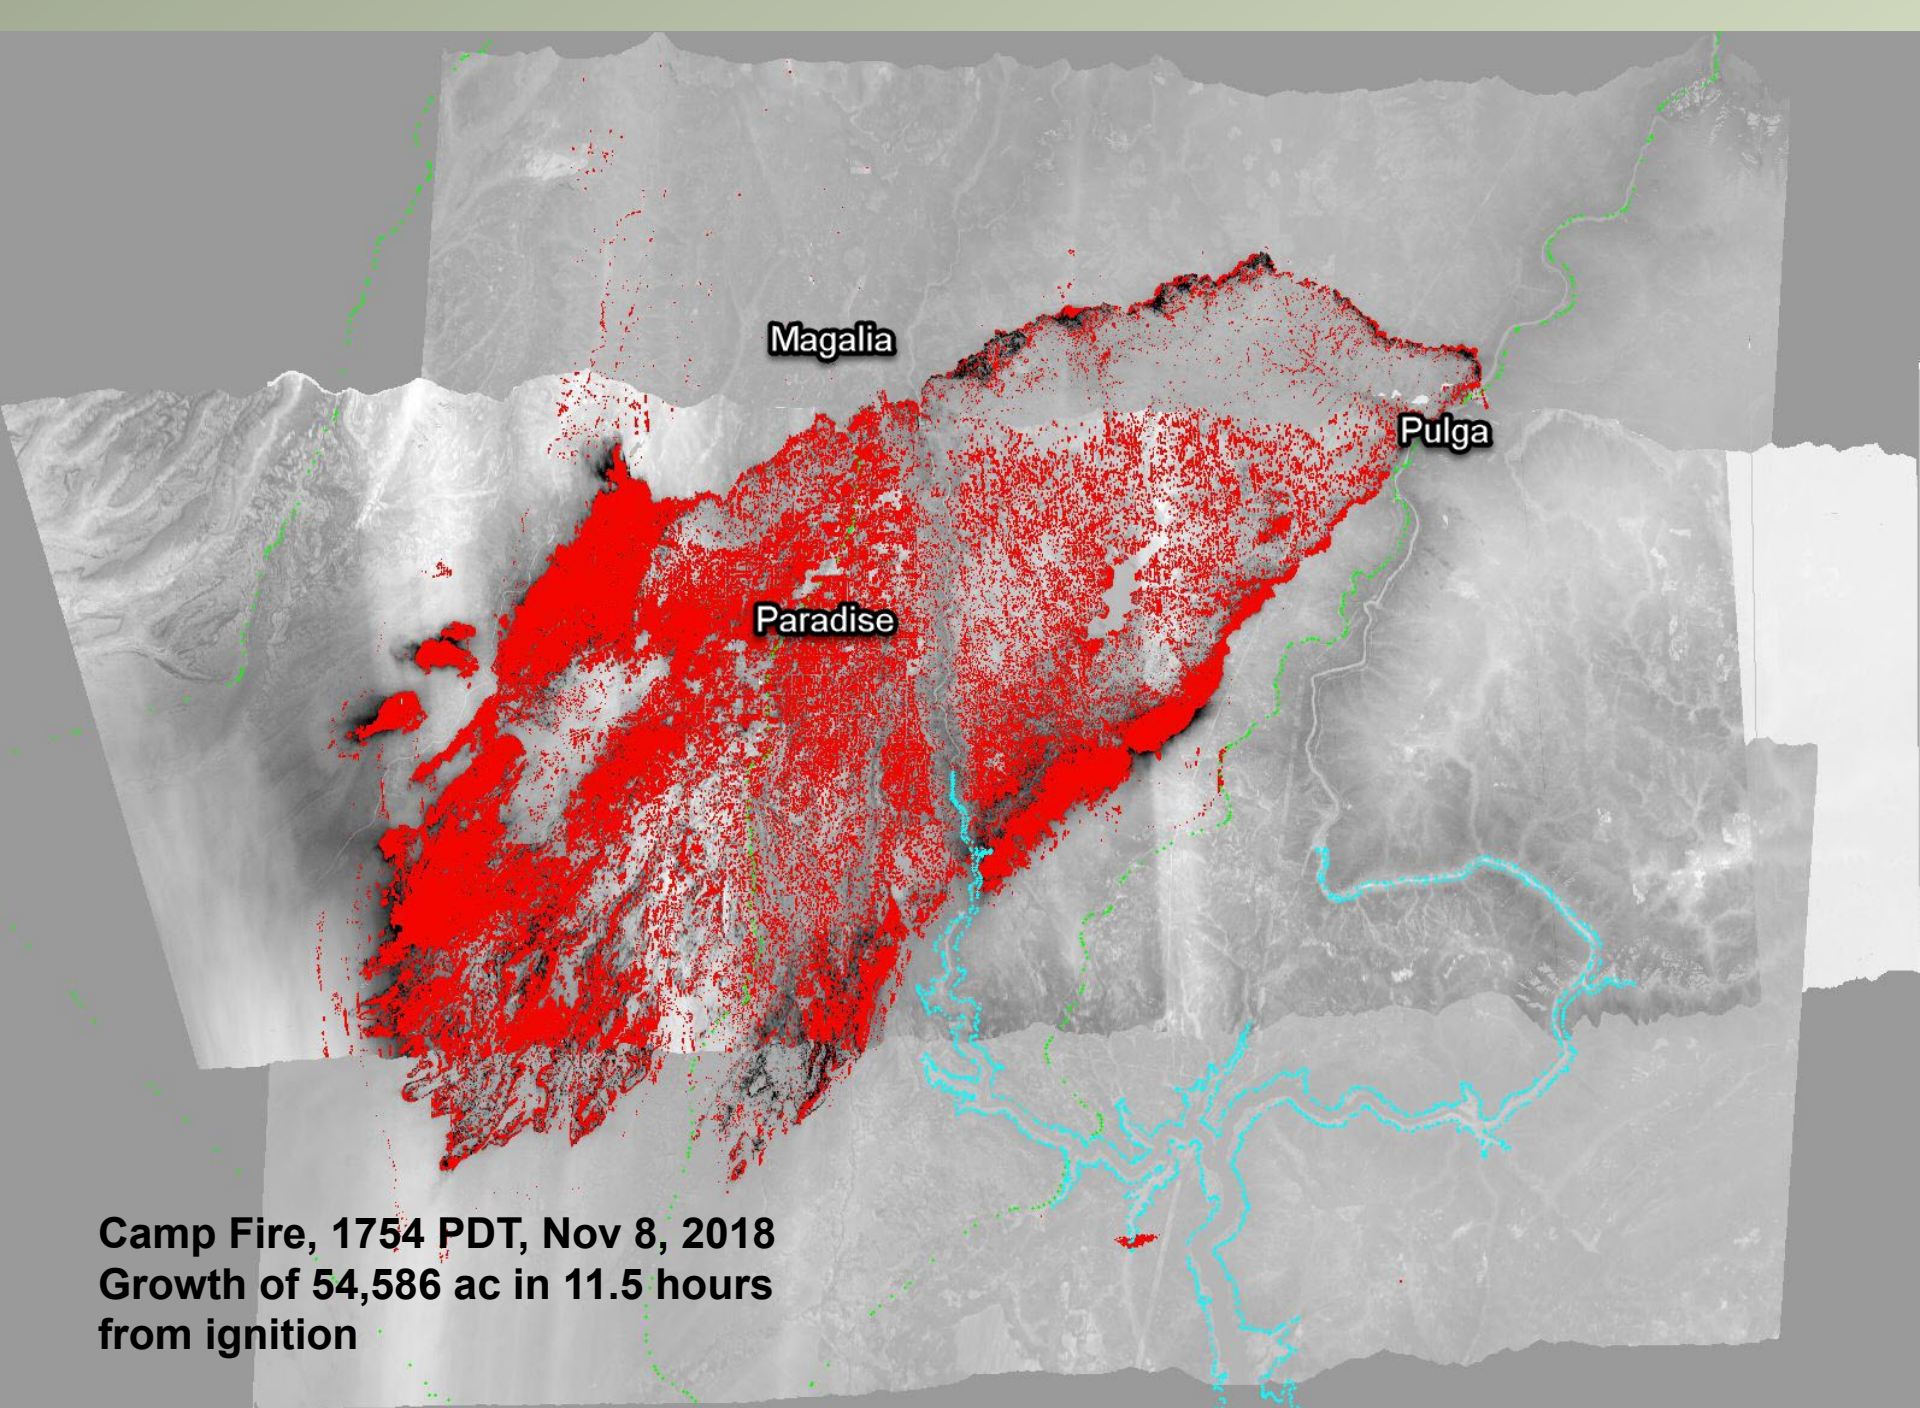 Magalia
Pulga
Paradise
Camp Fire, 1754 PDT, Nov 8, 2018
Growth of 54,586 ac in 11.5 hours
from ignition